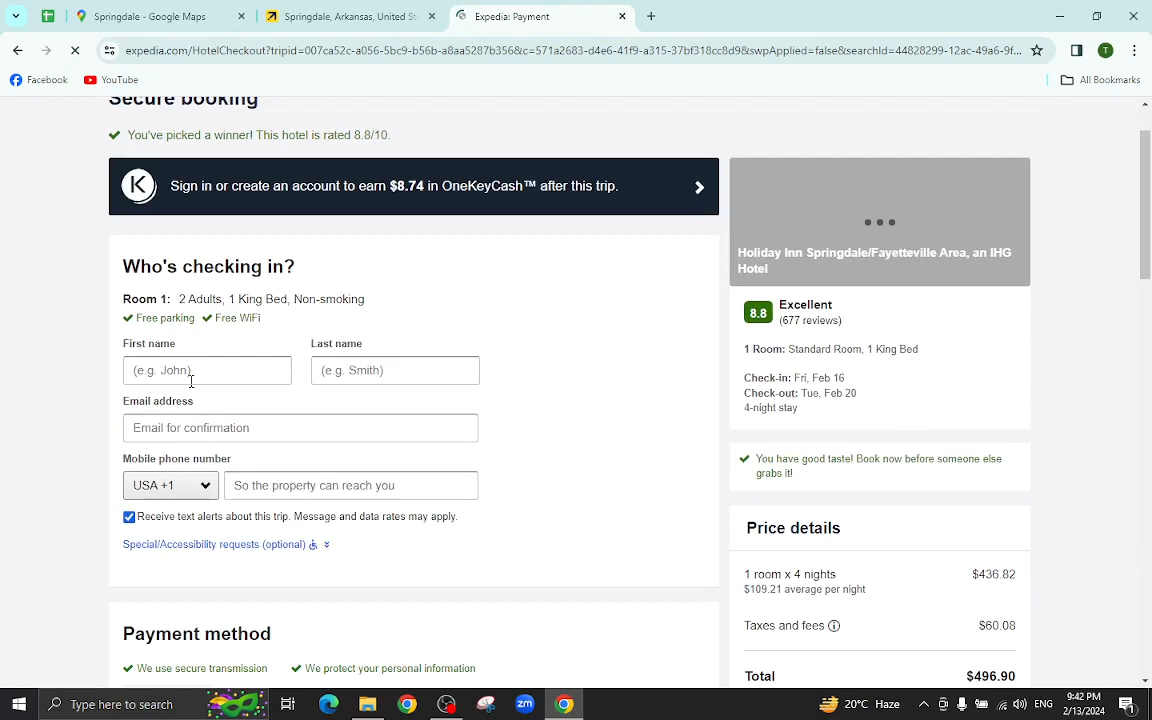 Springdale - Google Maps
Springdale, Arkansas, United St
Expedia: Payment
expedia.com/HotelCheckout?tripid=007ca52c-a056-5bc9-b56b-a8aa5287b356&c=571a2683-d4e6-41f9-a315-37bf318cc8d9&swpApplied=false&searchId=44828299-12ac-49a6-9f...
T
Facebook
YouTube
All Bookmarks
Secure booking
You've picked a winner! This hotel is rated 8.8/10.
K
Sign in or create an account to earn $8.74 in OneKeyCash™ after this trip.
Who's checking in?
Room 1: 2 Adults, 1 King Bed, Non-smoking
Free parking Free WiFi
First name Last name
(e.g. John) (e.g. Smith)
Email address
Email for confirmation
Mobile phone number
USA +1 So the property can reach you
Receive text alerts about this trip. Message and data rates may apply.
Special/Accessibility requests (optional)
Payment method
We use secure transmission We protect your personal information
Holiday Inn Springdale/Fayetteville Area, an IHG
Hotel
8.8 Excellent
(677 reviews)
1 Room: Standard Room, 1 King Bed
Check-in: Fri, Feb 16
Check-out: Tue, Feb 20
4-night stay
You have good taste! Book now before someone else
grabs it!
Price details
1 room x 4 nights $436.82
$109.21 average per night
Taxes and fees $60.08
Total $496.90
Type here to search
zm
20°C Haze
ENG
9:42 PM
2/13/2024
1